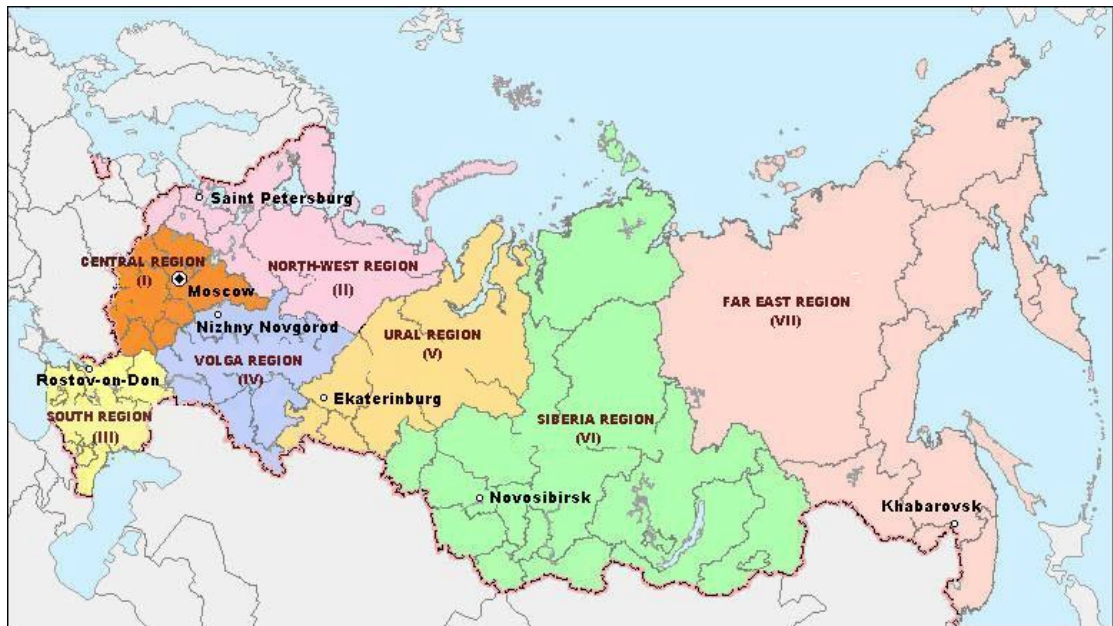 Saint Petersburg
CENTRAL REGION
(I)
Moscow
NORTH-WEST REGION
(II)
Nizhny Novgorod
VOLGA REGION
(IV)
URAL REGION
(V)
Ekaterinburg
Rostov-on-Don
SOUTH REGION
(III)
FAR EAST REGION
(VII)
SIBERIA REGION
(VI)
Novosibirsk
Khabarovsk